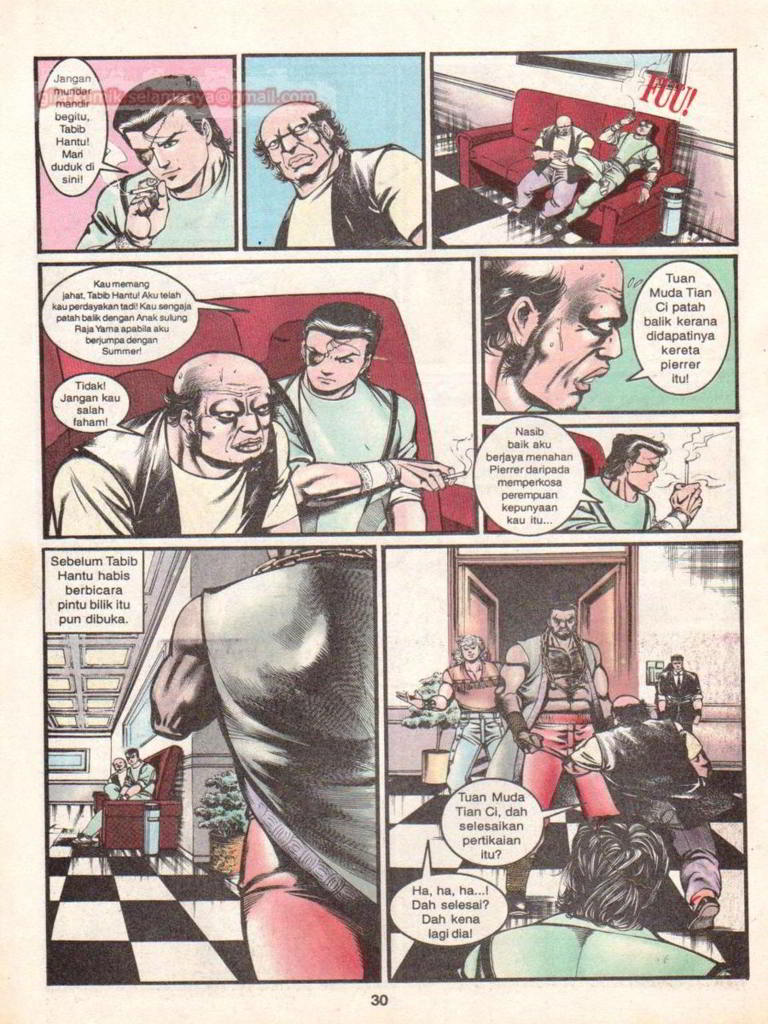 Jangan
mundar
mandir
begitu,
Tabib
Hantu!
Mari
duduk di
sini!
FUU!
Kau memang
jahat, Tabib Hantu! Aku telah
kau perdayakan tadi! Kau sengaja
patah balik dengan Anak sulung
Raja Yama apabila aku
berjumpa dengan
Summer!
Tidak!
Jangan kau
salah
faham!
Tuan
Muda Tian
Ci patah
balik kerana
didapatinya
kereta
pierrer
itu!
Nasib
baik aku
berjaya menahan
Pierrer daripada
memperkosa
perempuan
kepunyaan
kau itu...
Sebelum Tabib
Hantu habis
berbicara
pintu bilik itu
pun dibuka.
Tuan Muda
Tian Ci, dah
selesaikan
pertikaian
itu?
Ha, ha, ha...!
Dah selesai?
Dah kena
lagi dia!
30